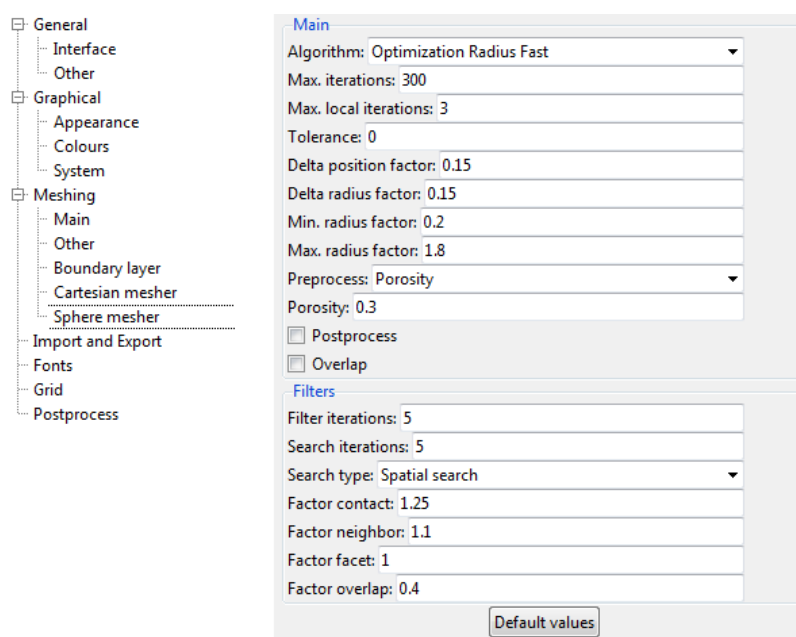 General
Interface
Other
Graphical
Appearance
Colours
System
Meshing
Main
Other
Boundary layer
Cartesian mesher
Sphere mesher
Import and Export
Fonts
Grid
Postprocess
Main
Algorithm: Optimization Radius Fast
Max. iterations: 300
Max. local iterations: 3
Tolerance: 0
Delta position factor: 0.15
Delta radius factor: 0.15
Min. radius factor: 0.2
Max. radius factor: 1.8
Preprocess: Porosity
Porosity: 0.3
Postprocess
Overlap
Filters
Filter iterations: 5
Search iterations: 5
Search type: Spatial search
Factor contact: 1.25
Factor neighbor: 1.1
Factor facet: 1
Factor overlap: 0.4
Default values